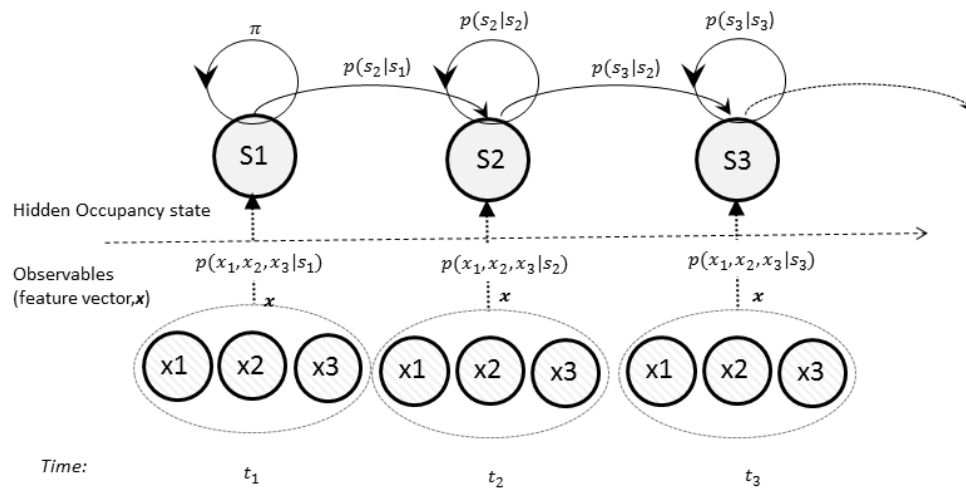 π p(s₂|s₂) p(s₃|s₃)
p(s₂|s₁) p(s₃|s₂)
S1 S2 S3
Hidden Occupancy state
p(x₁,x₂,x₃|s₁) p(x₁,x₂,x₃|s₂) p(x₁,x₂,x₃|s₃)
Observables
(feature vector,x)
x x x
x1 x2 x3 x1 x2 x3 x1 x2 x3
Time: t₁ t₂ t₃